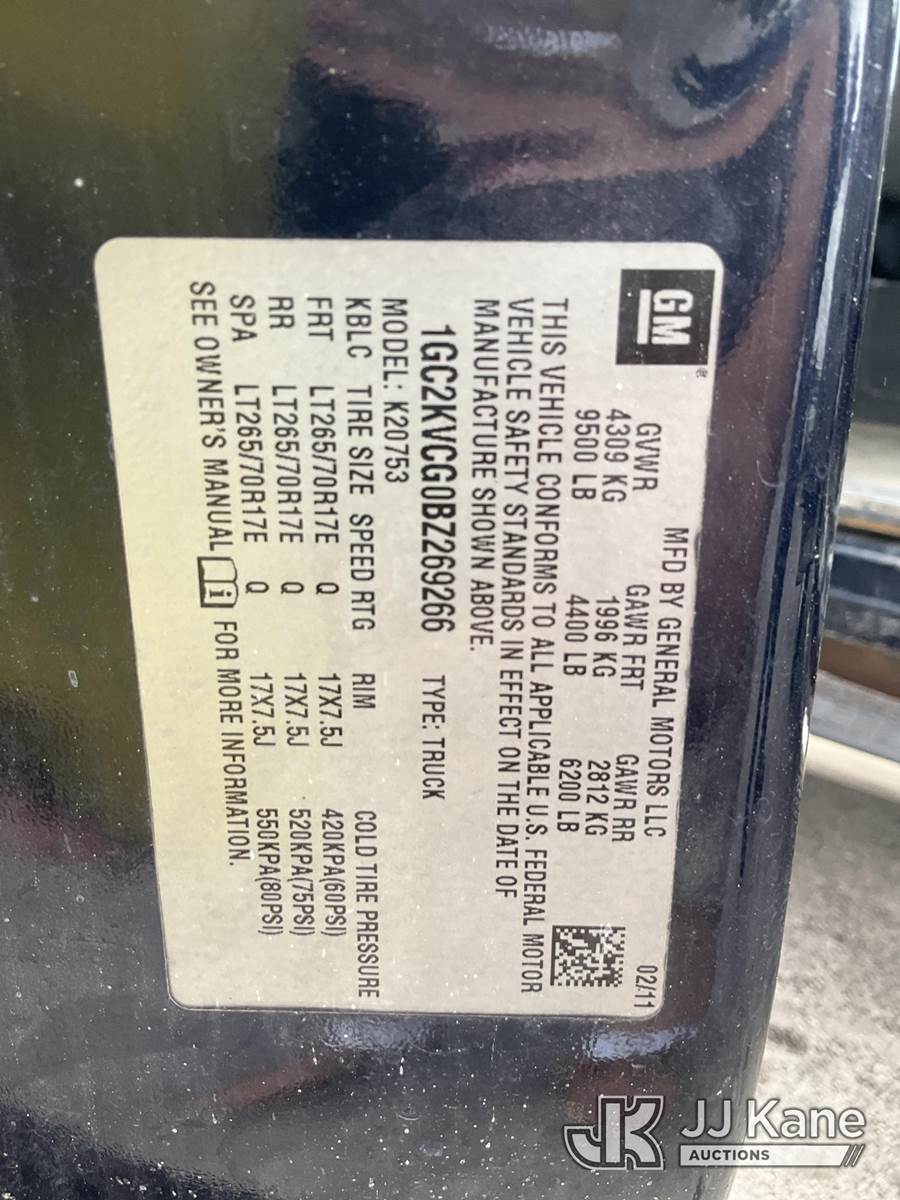 GM
MFD BY GENERAL MOTORS LLC 02/11
GVWR GAWR FRT GAWR RR
4309 KG 1996 KG 2812 KG
9500 LB 4400 LB 6200 LB
THIS VEHICLE CONFORMS TO ALL APPLICABLE U.S. FEDERAL MOTOR
VEHICLE SAFETY STANDARDS IN EFFECT ON THE DATE OF
MANUFACTURE SHOWN ABOVE.
1GC2KVCG0BZ269266 TYPE: TRUCK
MODEL: K20753
KBLC TIRE SIZE SPEED RTG RIM COLD TIRE PRESSURE
FRT LT265/70R17E Q 17X7.5J 420KPA(60PSI)
RR LT265/70R17E Q 17X7.5J 520KPA(75PSI)
SPA LT265/70R17E Q 17X7.5J 550KPA(80PSI)
SEE OWNER'S MANUAL i FOR MORE INFORMATION.
JK JJ Kane
AUCTIONS